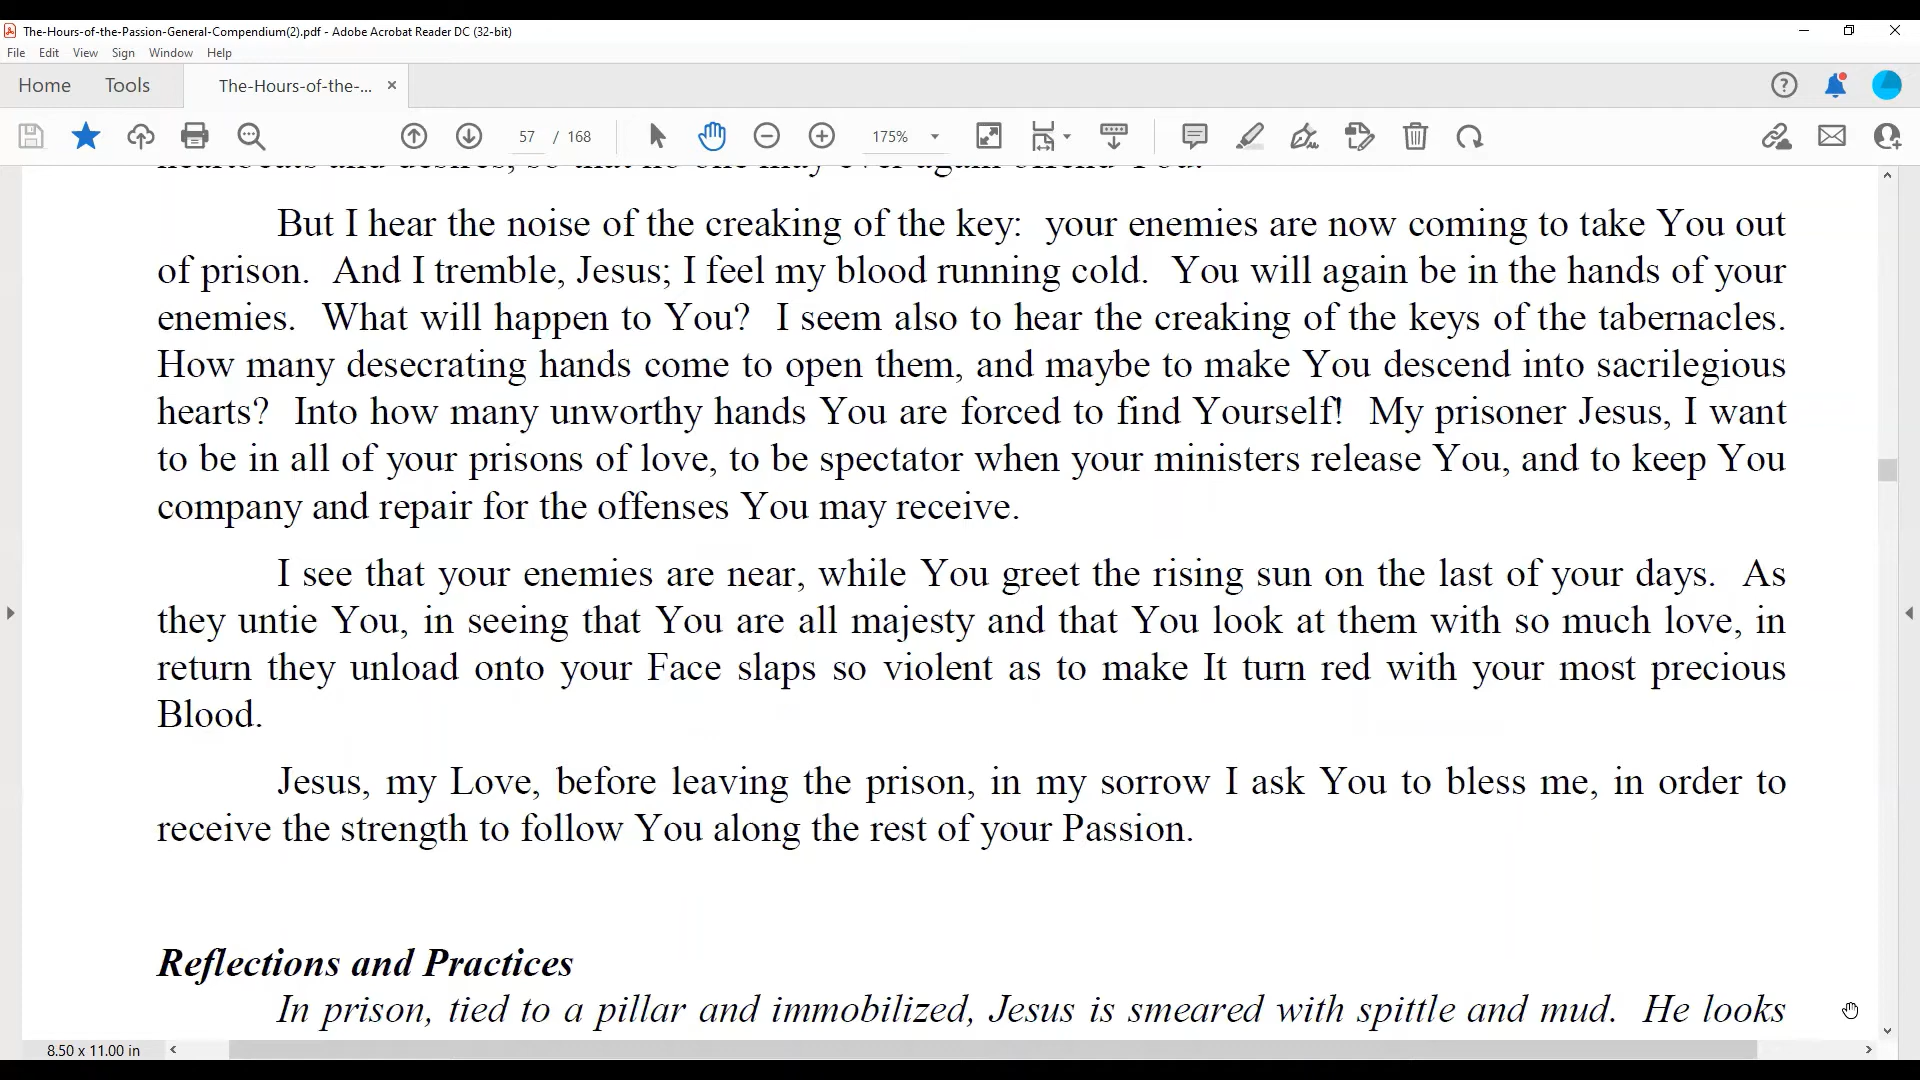 The-Hours-of-the-Passion-General-Compendium(2).pdf - Adobe Acrobat Reader DC (32-bit)
File Edit View Sign Window Help
Home Tools The-Hours-of-the-...
57 / 168 175%
heartbeats and desires, so that no one may ever again offend You.
But I hear the noise of the creaking of the key: your enemies are now coming to take You out
of prison. And I tremble, Jesus; I feel my blood running cold. You will again be in the hands of your
enemies. What will happen to You? I seem also to hear the creaking of the keys of the tabernacles.
How many desecrating hands come to open them, and maybe to make You descend into sacrilegious
hearts? Into how many unworthy hands You are forced to find Yourself! My prisoner Jesus, I want
to be in all of your prisons of love, to be spectator when your ministers release You, and to keep You
company and repair for the offenses You may receive.
I see that your enemies are near, while You greet the rising sun on the last of your days. As
they untie You, in seeing that You are all majesty and that You look at them with so much love, in
return they unload onto your Face slaps so violent as to make It turn red with your most precious
Blood.
Jesus, my Love, before leaving the prison, in my sorrow I ask You to bless me, in order to
receive the strength to follow You along the rest of your Passion.
Reflections and Practices
In prison, tied to a pillar and immobilized, Jesus is smeared with spittle and mud. He looks
8.50 x 11.00 in